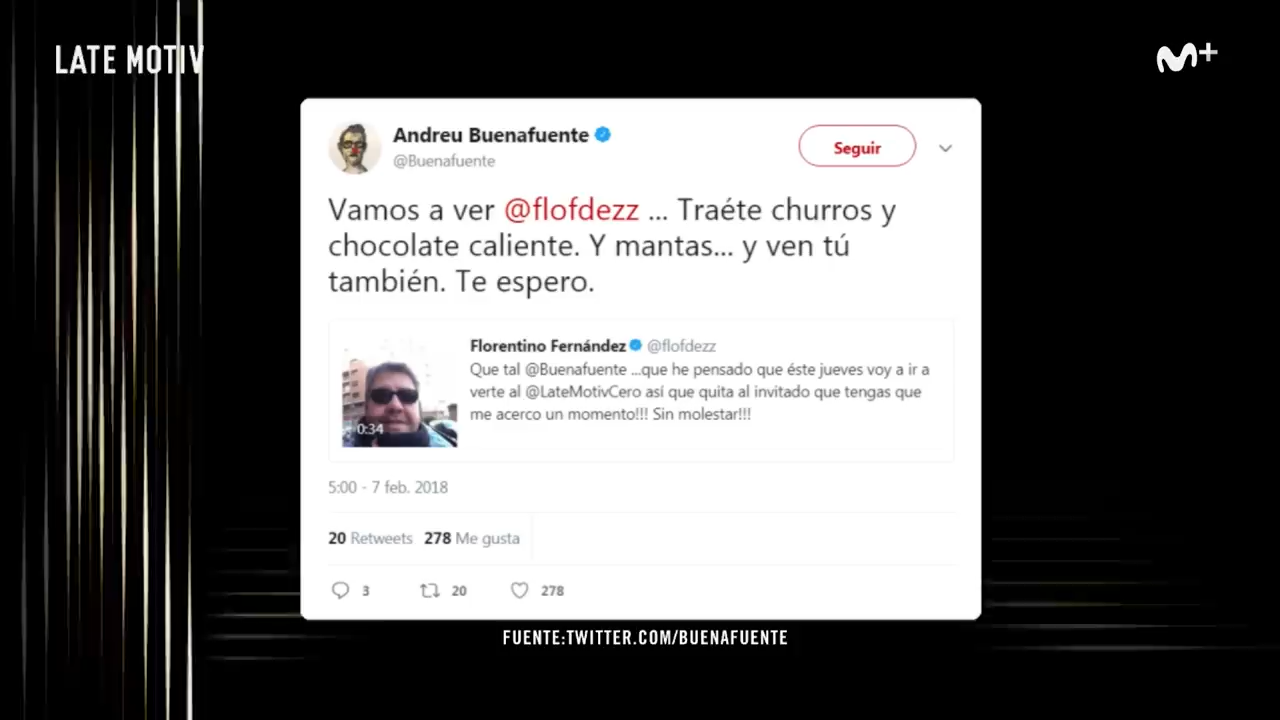 LATE MOTIV
M+
Andreu Buenafuente
@Buenafuente
Seguir
Vamos a ver @flofdezz ... Traéte churros y
chocolate caliente. Y mantas... y ven tú
también. Te espero.
Florentino Fernández @flofdezz
Que tal @Buenafuente ...que he pensado que éste jueves voy a ir a
verte al @LateMotivCero así que quita al invitado que tengas que
me acerco un momento!!! Sin molestar!!!
0:34
5:00 - 7 feb. 2018
20 Retweets 278 Me gusta
3 20 278
FUENTE:TWITTER.COM/BUENAFUENTE